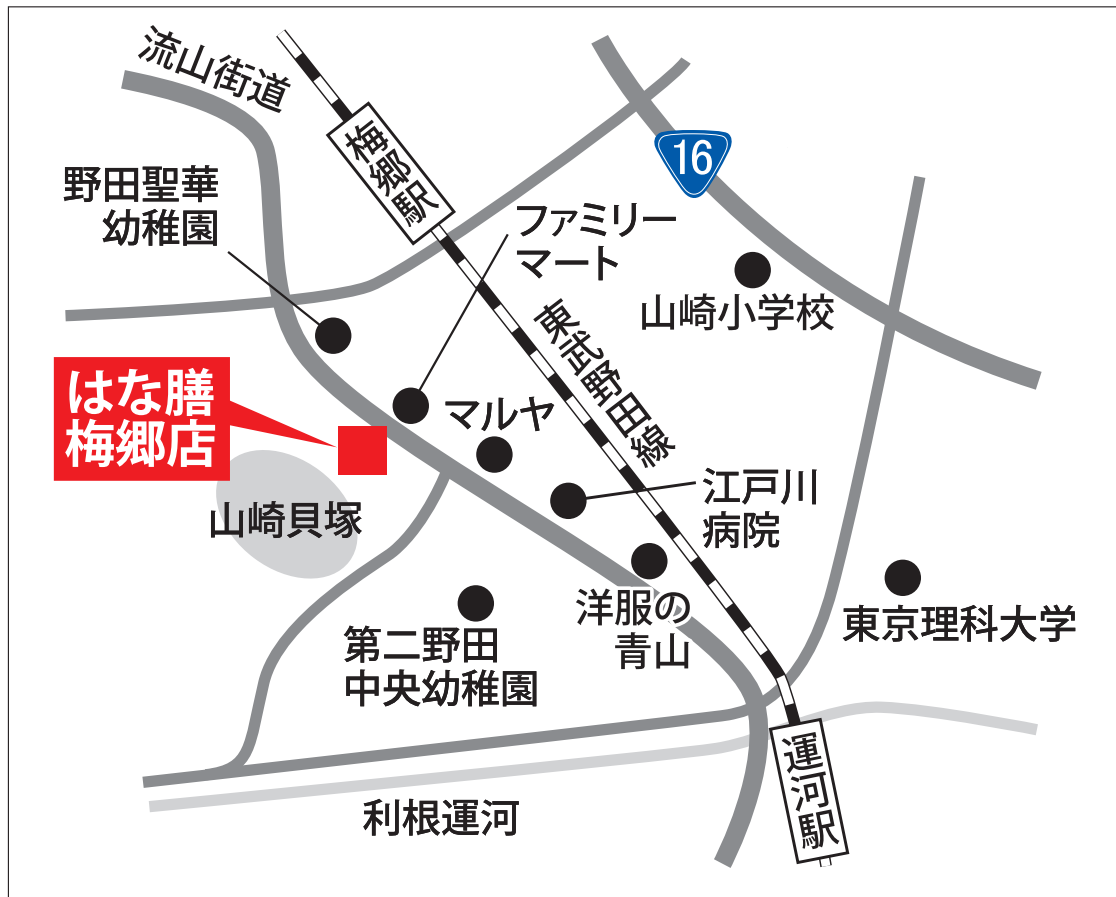 流山街道
梅郷駅
16
野田聖華
幼稚園
ファミリー
マート
山崎小学校
東武野田線
はな膳
梅郷店
マルヤ
江戸川
病院
山崎貝塚
洋服の
青山
東京理科大学
第二野田
中央幼稚園
運河駅
利根運河